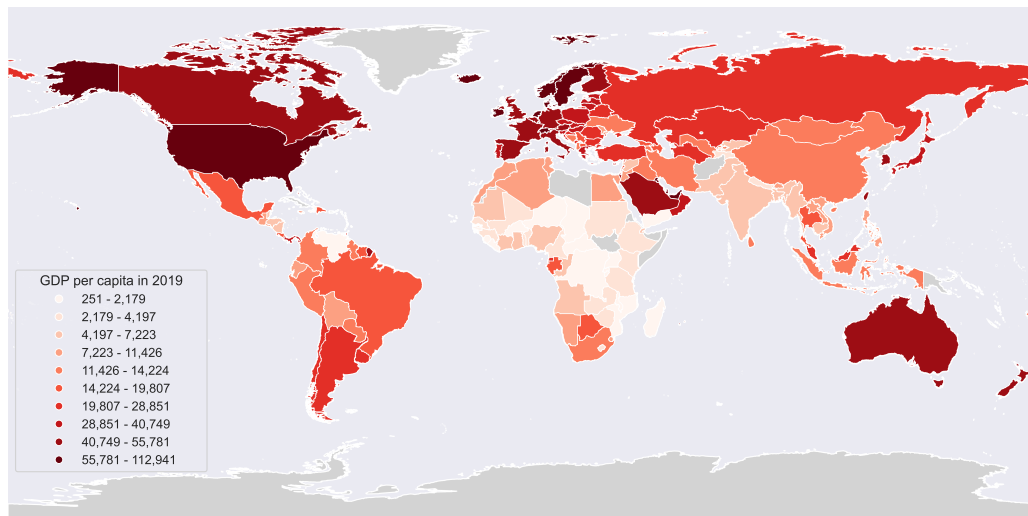 GDP per capita in 2019
251 - 2,179
2,179 - 4,197
4,197 - 7,223
7,223 - 11,426
11,426 - 14,224
14,224 - 19,807
19,807 - 28,851
28,851 - 40,749
40,749 - 55,781
55,781 - 112,941